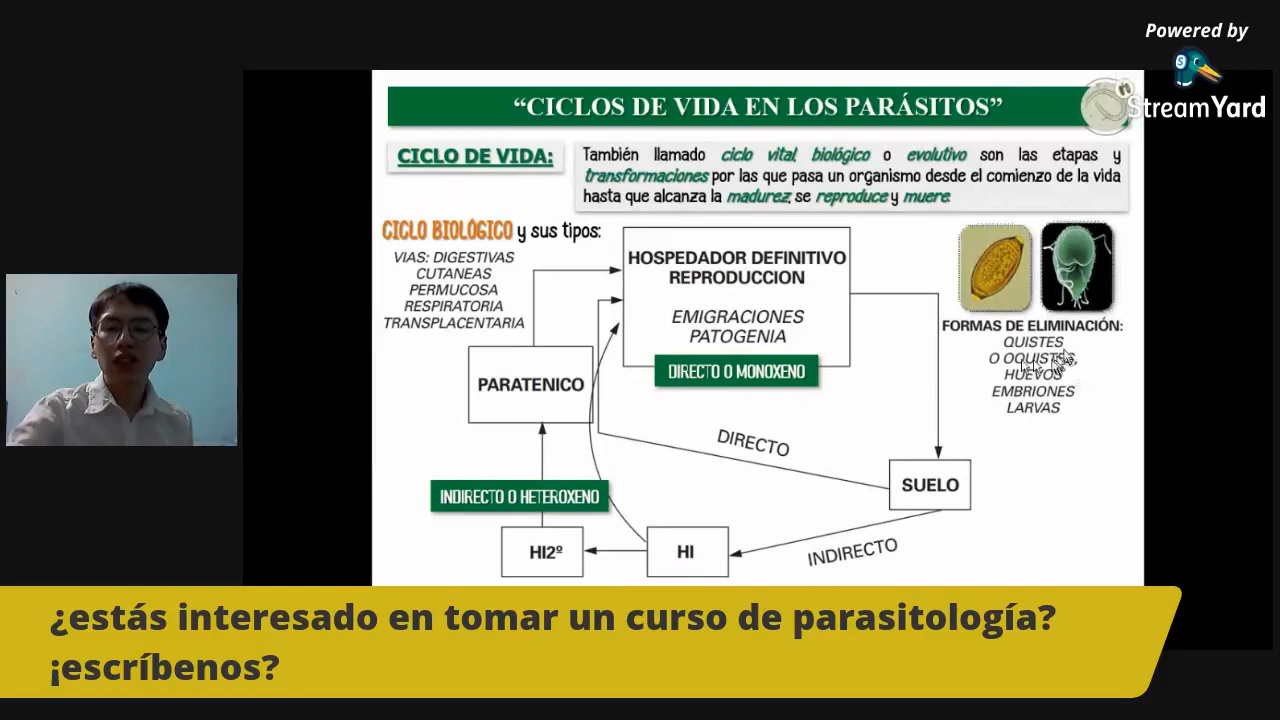 Powered by
StreamYard
“CICLOS DE VIDA EN LOS PARÁSITOS”
CICLO DE VIDA:
También llamado ciclo vital, biológico o evolutivo son las etapas y
transformaciones por las que pasa un organismo desde el comienzo de la vida
hasta que alcanza la madurez, se reproduce y muere.
CICLO BIOLÓGICO y sus tipos:
VIAS: DIGESTIVAS
CUTANEAS
PERMUCOSA
RESPIRATORIA
TRANSPLACENTARIA
HOSPEDADOR DEFINITIVO
REPRODUCCION
EMIGRACIONES
PATOGENIA
DIRECTO O MONOXENO
FORMAS DE ELIMINACIÓN:
QUISTES
O OQUISTES,
HUEVOS
EMBRIONES
LARVAS
PARATENICO
DIRECTO
SUELO
INDIRECTO O HETEROXENO
HI2º
HI
INDIRECTO
¿estás interesado en tomar un curso de parasitología?
¡escríbenos?